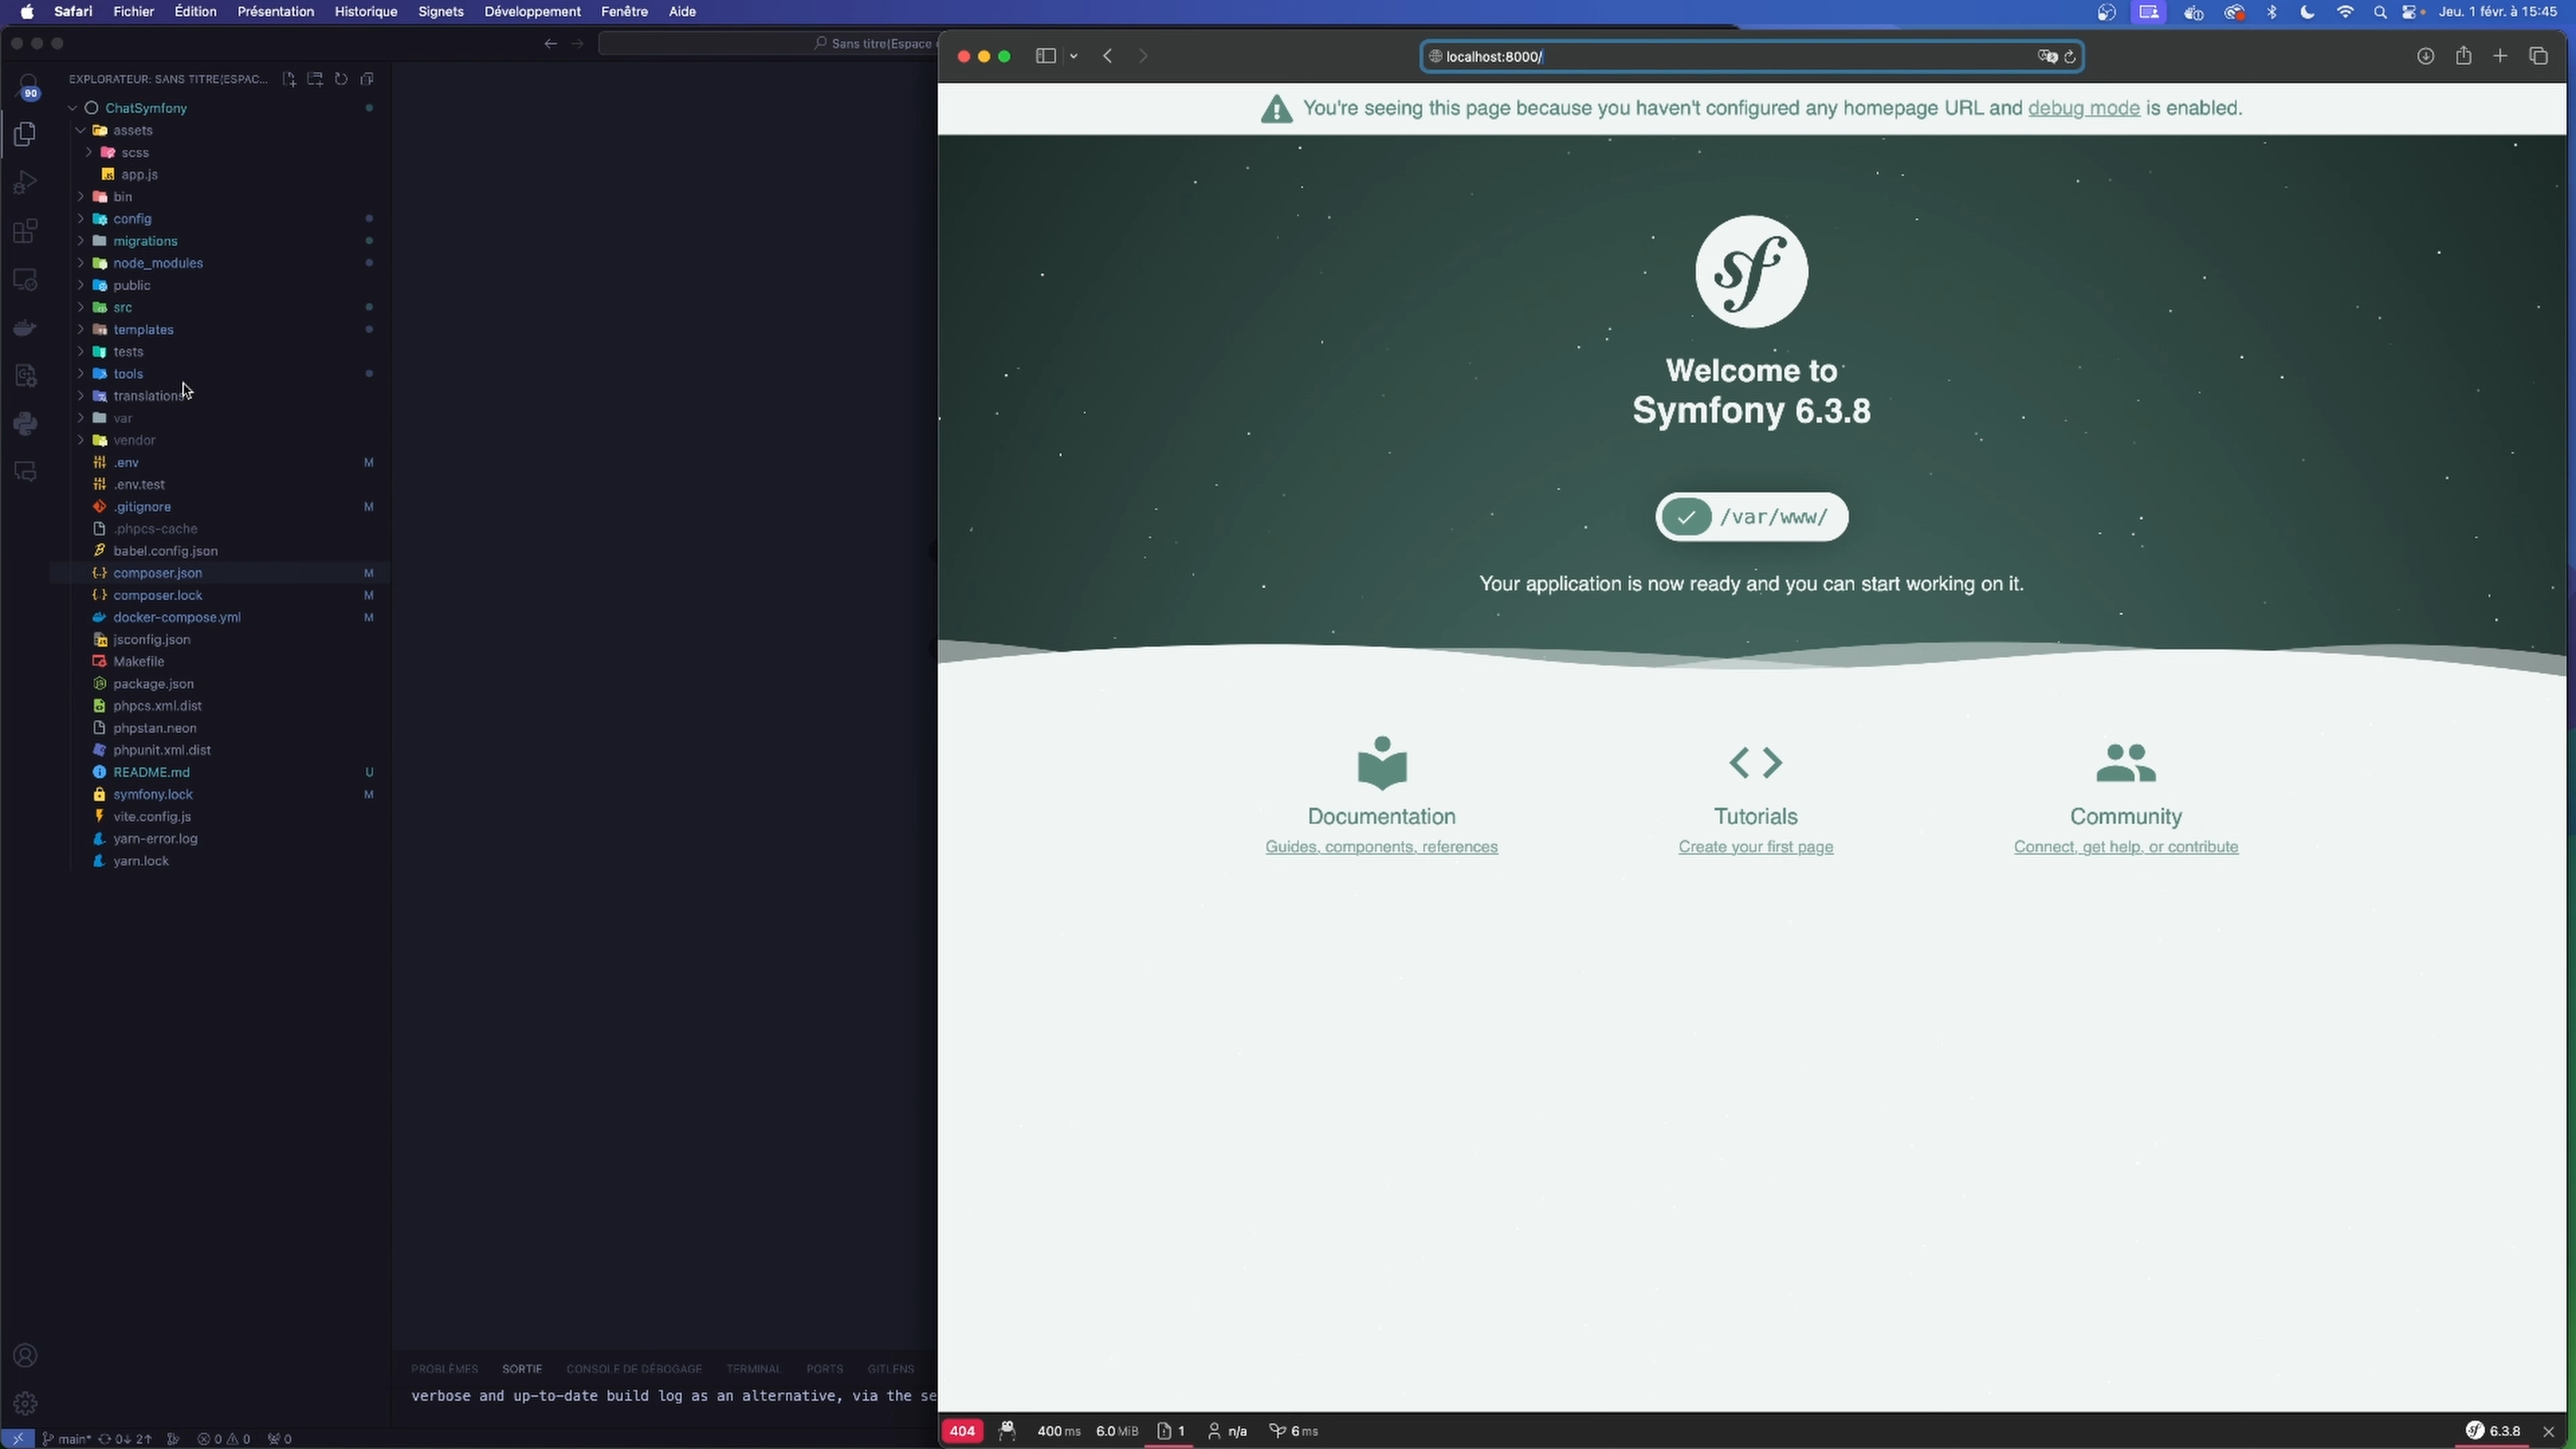 Safari Fichier Édition Présentation Historique Signets Développement Fenêtre Aide
Jeu. 1 févr. à 15:45
Sans titre(Espace
90
EXPLORATEUR: SANS TITRE(ESPAC...
ChatSymfony
assets
scss
app.js
bin
config
migrations
node_modules
public
src
templates
tests
tools
translations
var
vendor
.env M
.env.test
.gitignore M
.phpcs-cache
babel.config.json
composer.json M
composer.lock M
docker-compose.yml M
jsconfig.json
Makefile
package.json
phpcs.xml.dist
phpstan.neon
phpunit.xml.dist
README.md U
symfony.lock M
vite.config.js
yarn-error.log
yarn.lock
PROBLÈMES SORTIE CONSOLE DE DÉBOGAGE TERMINAL PORTS GITLENS
verbose and up-to-date build log as an alternative, via the se
main* 0↓ 2↑ 0 0 0
localhost:8000/
You're seeing this page because you haven't configured any homepage URL and debug mode is enabled.
sf
Welcome to
Symfony 6.3.8
/var/www/
Your application is now ready and you can start working on it.
Documentation
Guides, components, references
Tutorials
Create your first page
Community
Connect, get help, or contribute
404 400 ms 6.0 MiB 1 n/a 6 ms
sf 6.3.8